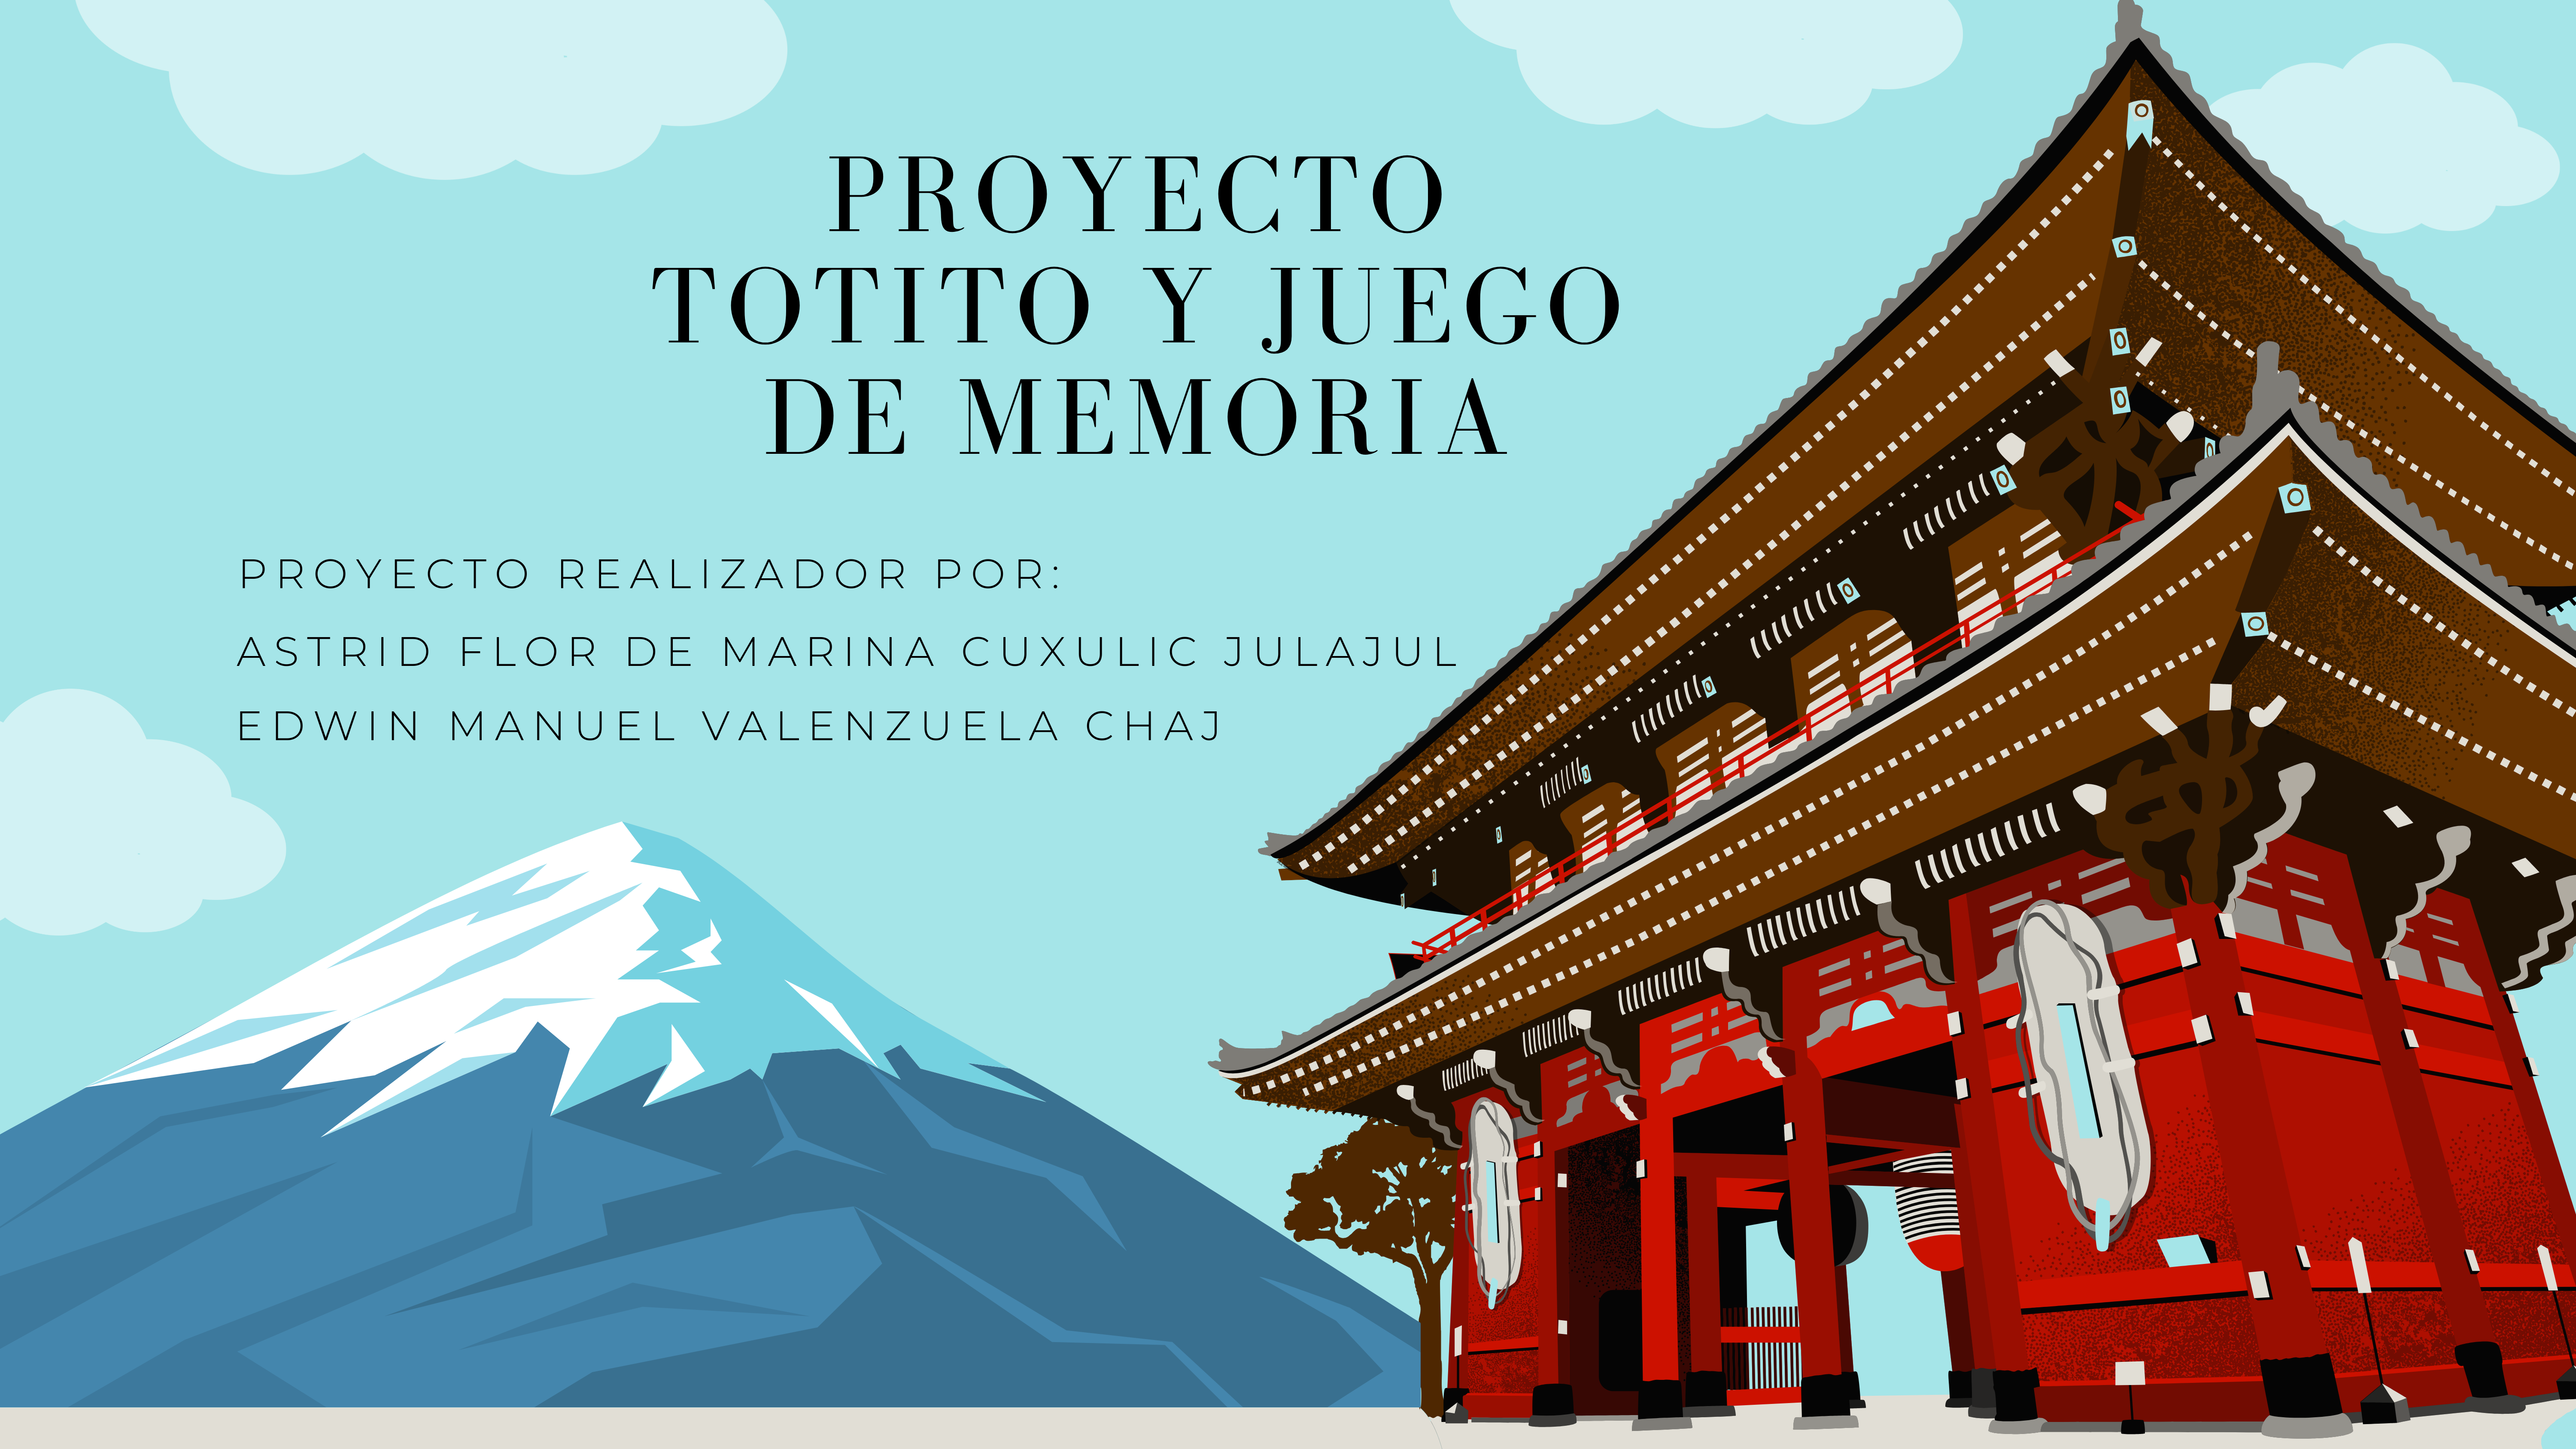 PROYECTO
TOTITO Y JUEGO
DE MEMORIA
PROYECTO REALIZADOR POR:
ASTRID FLOR DE MARINA CUXULIC JULAJUL
EDWIN MANUEL VALENZUELA CHAJ